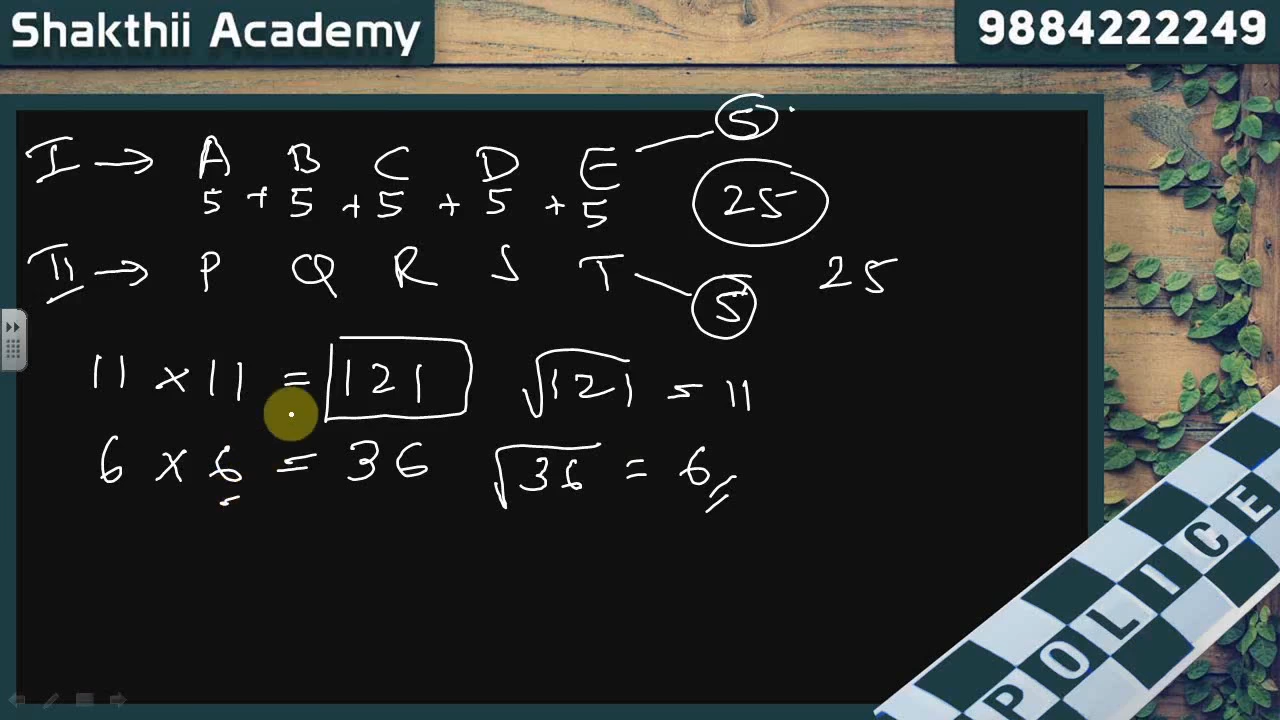 Shakthii Academy
9884222249
I → A B C D E 5
5 + 5 + 5 + 5 + 5 25
II → P Q R S T 5 25
11 × 11 = 121 √121 = 11
6 × 6 = 36 √36 = 6
POLICE